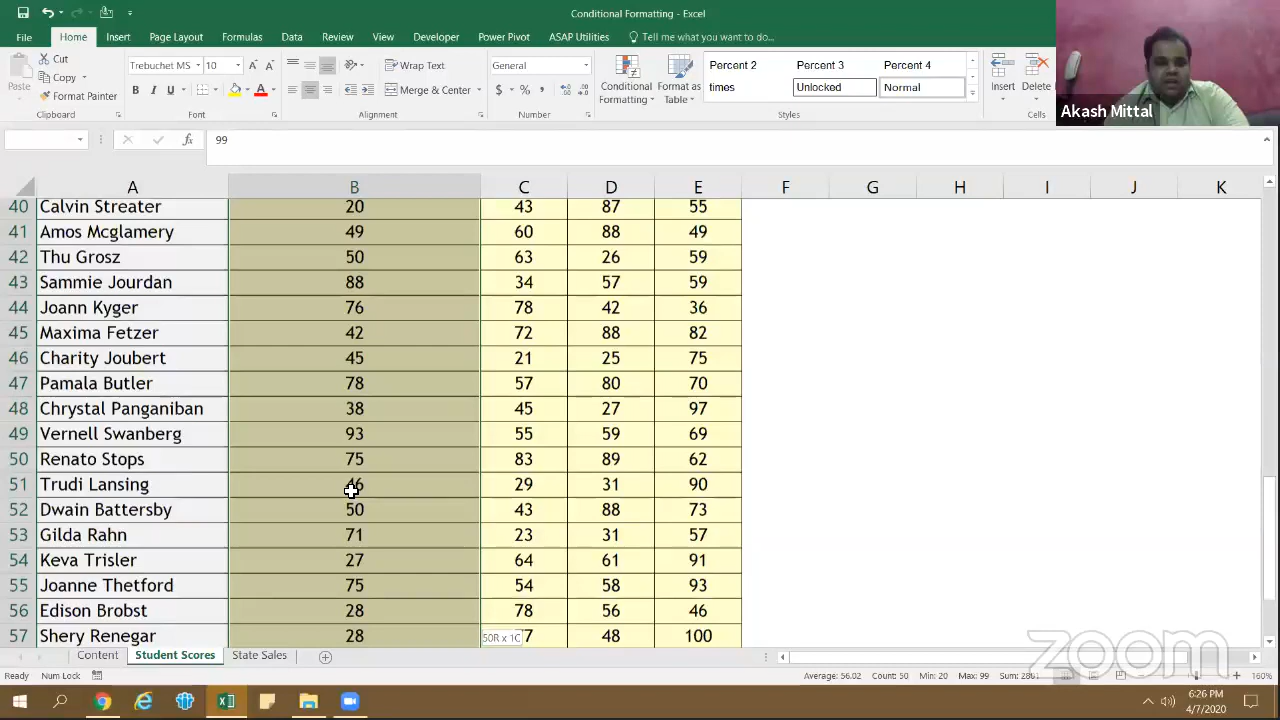 Conditional Formatting - Excel
File Home Insert Page Layout Formulas Data Review View Developer Power Pivot ASAP Utilities Tell me what you want to do...
Paste
Cut
Copy
Format Painter
Clipboard
Trebuchet MS 10
B I U
Font
Wrap Text
Merge & Center
Alignment
General
$ % ,
Number
Conditional Formatting
Format as Table
Percent 2 Percent 3 Percent 4
times Unlocked Normal
Styles
Insert Delete
Cells
Akash Mittal
fx 99
A B C D E F G H I J K
40 Calvin Streater 20 43 87 55
41 Amos Mcglamery 49 60 88 49
42 Thu Grosz 50 63 26 59
43 Sammie Jourdan 88 34 57 59
44 Joann Kyger 76 78 42 36
45 Maxima Fetzer 42 72 88 82
46 Charity Joubert 45 21 25 75
47 Pamala Butler 78 57 80 70
48 Chrystal Panganiban 38 45 27 97
49 Vernell Swanberg 93 55 59 69
50 Renato Stops 75 83 89 62
51 Trudi Lansing 46 29 31 90
52 Dwain Battersby 50 43 88 73
53 Gilda Rahn 71 23 31 57
54 Keva Trisler 27 64 61 91
55 Joanne Thetford 75 54 58 93
56 Edison Brobst 28 78 56 46
57 Shery Renegar 28 7 48 100
50R x 1C
Content Student Scores State Sales
zoom
Ready Num Lock Average: 56.02 Count: 50 Min: 20 Max: 99 Sum: 2801 160%
6:26 PM
4/7/2020